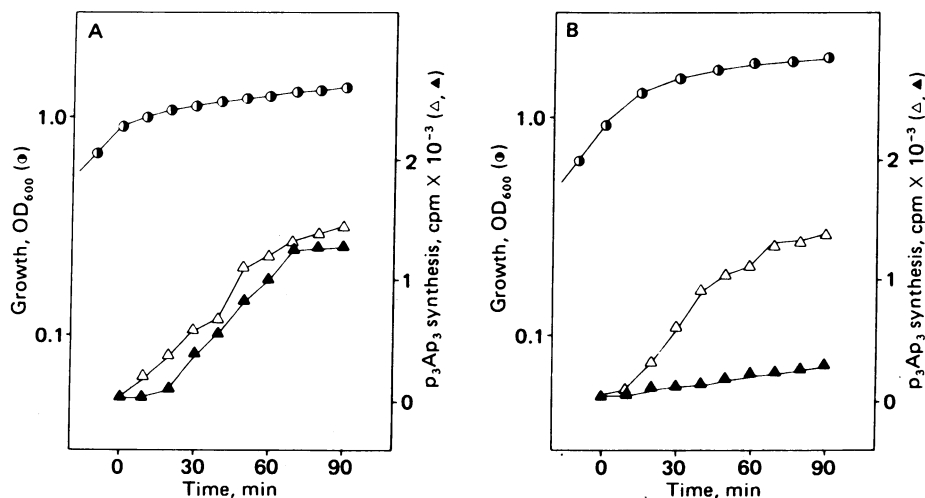 A
1.0
0.1
Growth, OD₆₀₀ (◑)
2
1
0
p₃Ap₃ synthesis, cpm X 10⁻³ (△, ▲)
0 30 60 90
Time, min
B
1.0
0.1
Growth, OD₆₀₀ (◑)
2
1
0
p₃Ap₃ synthesis, cpm X 10⁻³ (△, ▲)
0 30 60 90
Time, min